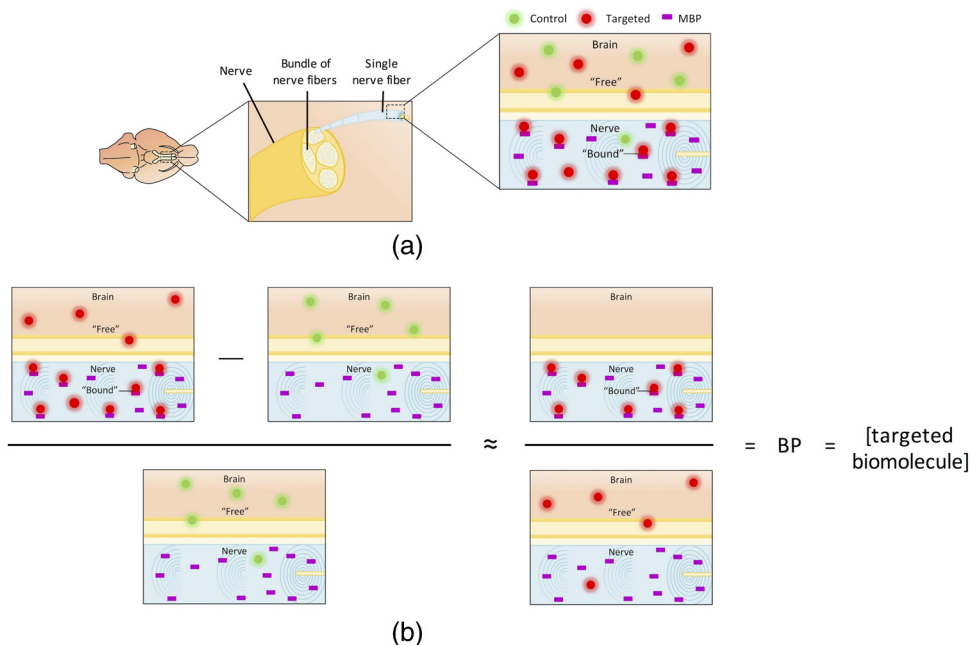 Control Targeted MBP
Brain
"Free"
Nerve
"Bound"
Nerve
Bundle of
nerve fibers
Single
nerve fiber
(a)
Brain
"Free"
Nerve
"Bound"
—
Brain
"Free"
Nerve
≈
Brain
Nerve
"Bound"
Brain
"Free"
Nerve
Brain
"Free"
Nerve
= BP = [targeted
biomolecule]
(b)